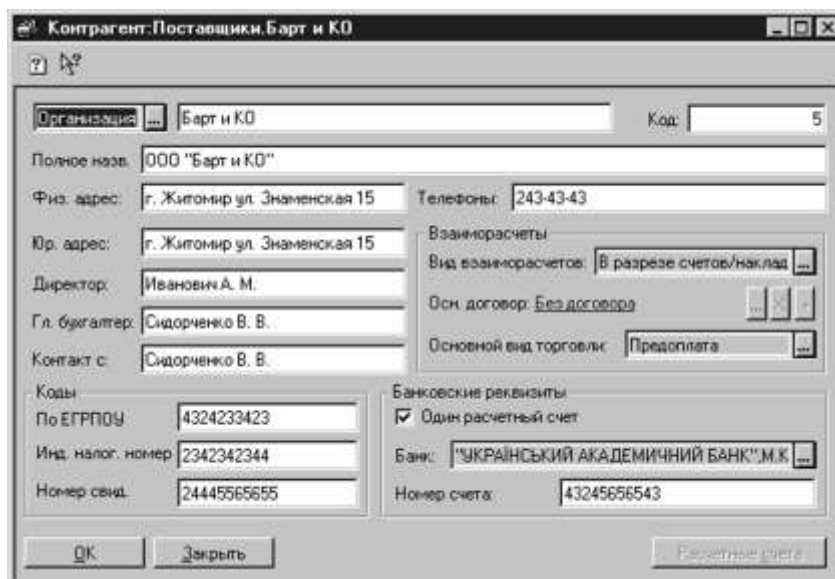 Контрагент:Поставщики.Барт и КО
Организация ... Барт и КО Код: 5
Полное назв. ООО "Барт и КО"
Физ. адрес: г. Житомир ул. Знаменская 15 Телефоны: 243-43-43
Юр. адрес: г. Житомир ул. Знаменская 15
Взаиморасчеты
Вид взаиморасчетов: В разрезе счетов/наклад ...
Директор: Иванович А. М.
Осн. договор: Без договора ...
Гл. бухгалтер: Сидорченко В. В.
Основной вид торговли: Предоплата ...
Контакт с: Сидорченко В. В.
Коды
По ЕГРПОУ 4324233423
Инд. налог. номер 2342342344
Номер свид. 24445565655
Банковские реквизиты
Один расчетный счет
Банк: "УКРАЇНСЬКИЙ АКАДЕМИЧНИЙ БАНК",М.К ...
Номер счета: 43245656543
OK Закрыть Расчетные счета